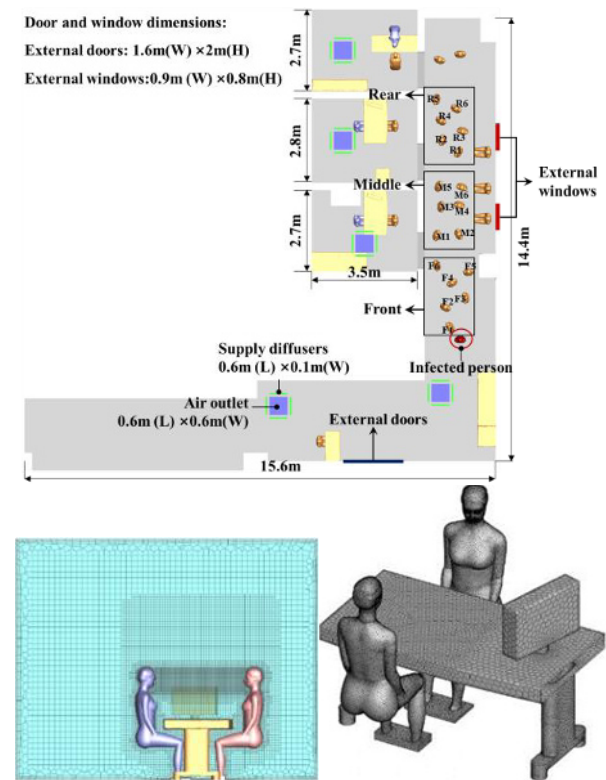 Door and window dimensions:
External doors: 1.6m(W) ×2m(H)
External windows:0.9m (W) ×0.8m(H)
2.7m
2.8m
2.7m
3.5m
Rear
R5
R6
R4
R3
R2
R1
Middle
M5
M6
M3
M4
M1
M2
External
windows
14.4m
F6
F5
F4
F3
F2
F1
Front
Infected person
Supply diffusers
0.6m (L) ×0.1m(W)
Air outlet
0.6m (L) ×0.6m(W)
External doors
15.6m